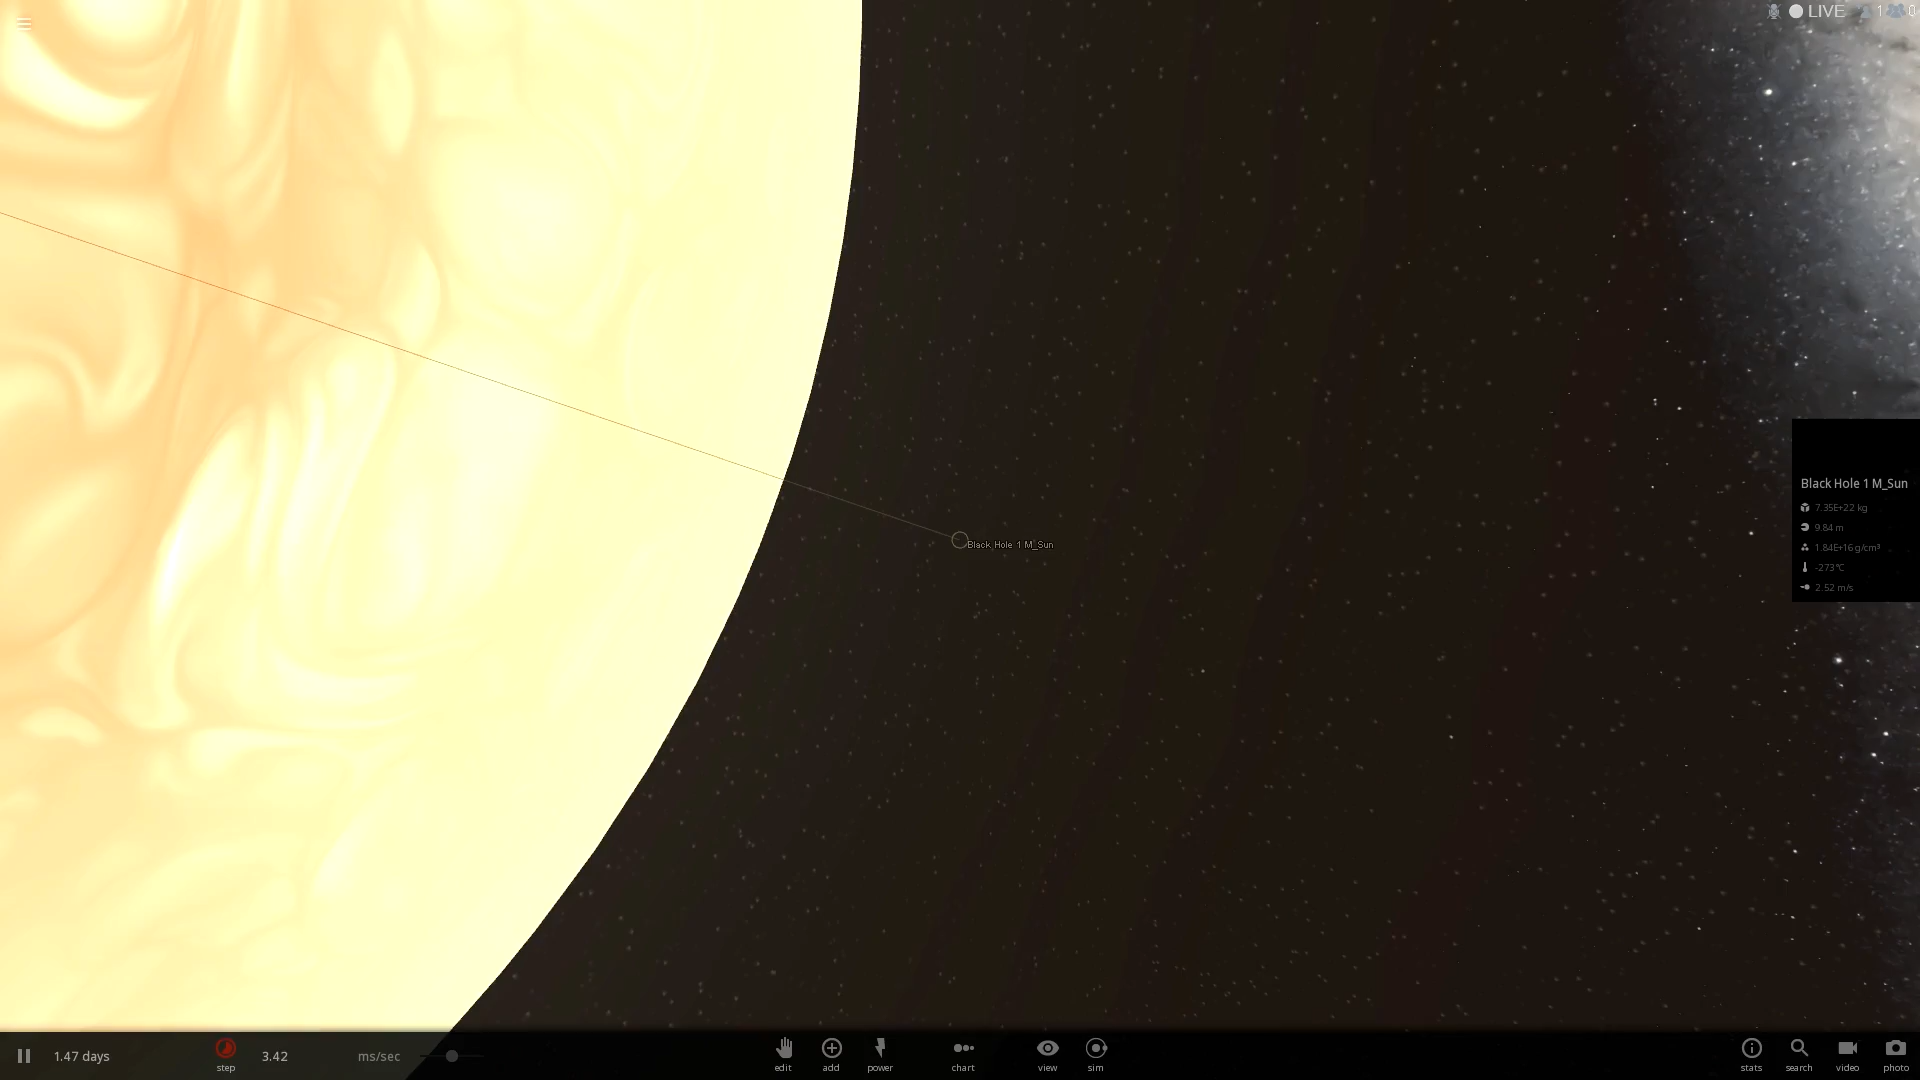 LIVE 1 0
Black Hole 1 M_Sun
Black Hole 1 M_Sun
7.35E+22 kg
9.84 m
1.84E+16 g/cm³
-273°C
2.52 m/s
1.47 days
step
3.42
ms/sec
edit
add
power
chart
view
sim
stats
search
video
photo